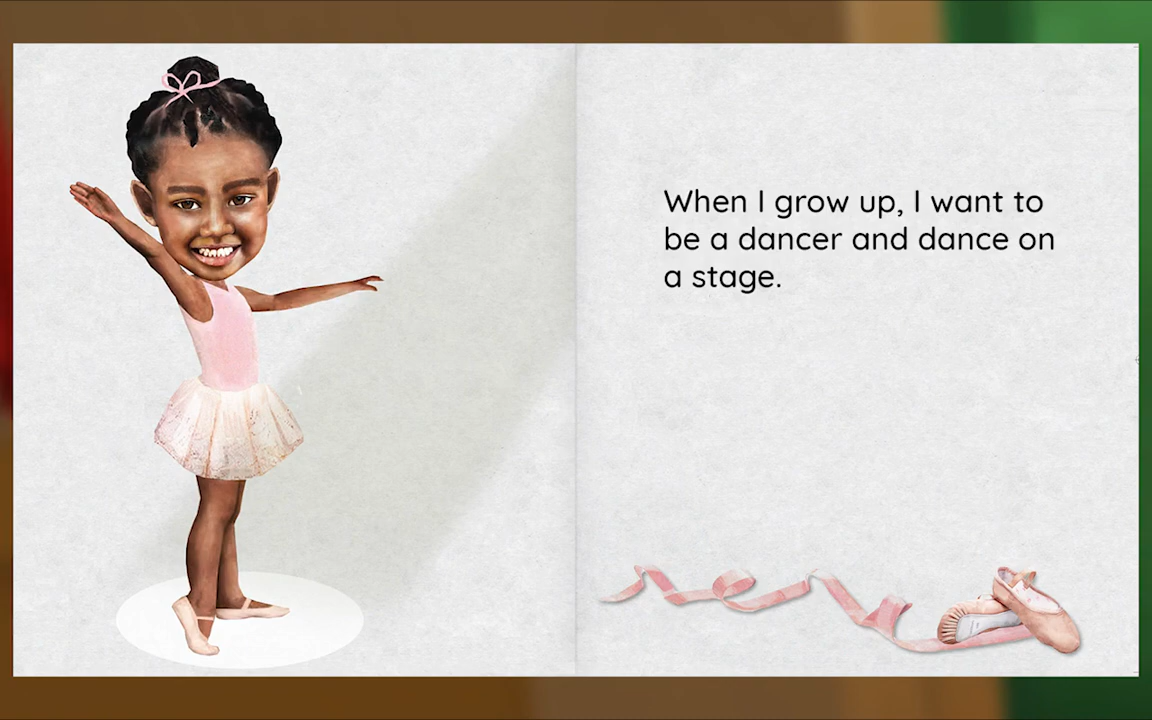 When I grow up, I want to
be a dancer and dance on
a stage.